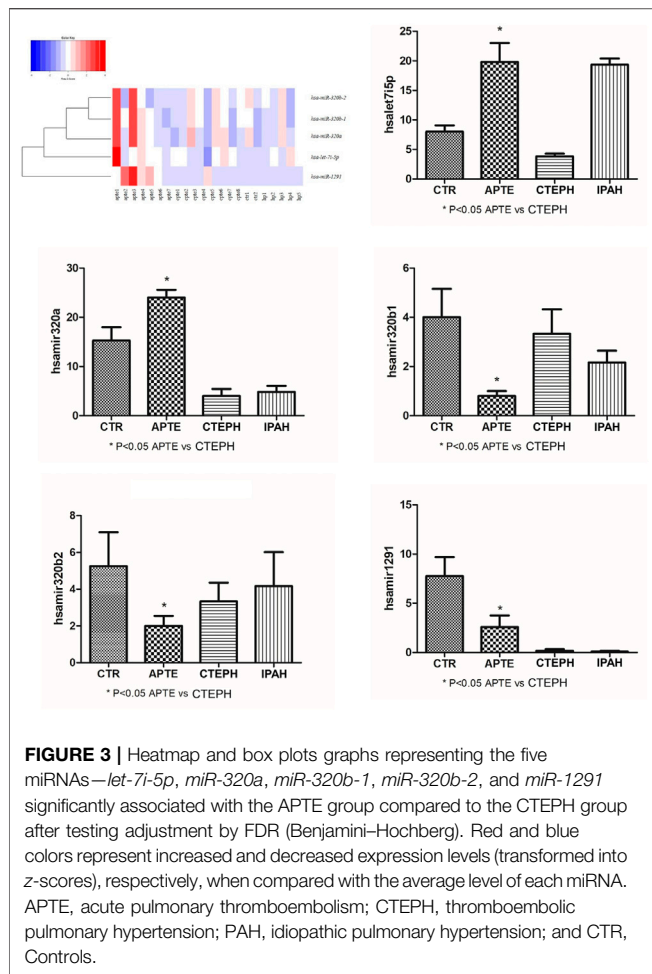 hsa-miR-320b-2
hsa-miR-320b-1
hsa-miR-320a
hsa-let-7i-5p
hsa-miR-1291
hsalet7i5p
25
20
15
10
5
0
*
CTR APTE CTEPH IPAH
* P<0.05 APTE vs CTEPH
hsamir320a
30
20
10
0
*
CTR APTE CTEPH IPAH
* P<0.05 APTE vs CTEPH
hsamir320b1
6
4
2
0
*
CTR APTE CTEPH IPAH
* P<0.05 APTE vs CTEPH
hsamir320b2
8
6
4
2
0
*
CTR APTE CTEPH IPAH
* P<0.05 APTE vs CTEPH
hsamir1291
15
10
5
0
*
CTR APTE CTEPH IPAH
* P<0.05 APTE vs CTEPH
FIGURE 3 | Heatmap and box plots graphs representing the five
miRNAs—let-7i-5p, miR-320a, miR-320b-1, miR-320b-2, and miR-1291
significantly associated with the APTE group compared to the CTEPH group
after testing adjustment by FDR (Benjamini–Hochberg). Red and blue
colors represent increased and decreased expression levels (transformed into
z-scores), respectively, when compared with the average level of each miRNA.
APTE, acute pulmonary thromboembolism; CTEPH, thromboembolic
pulmonary hypertension; PAH, idiopathic pulmonary hypertension; and CTR,
Controls.